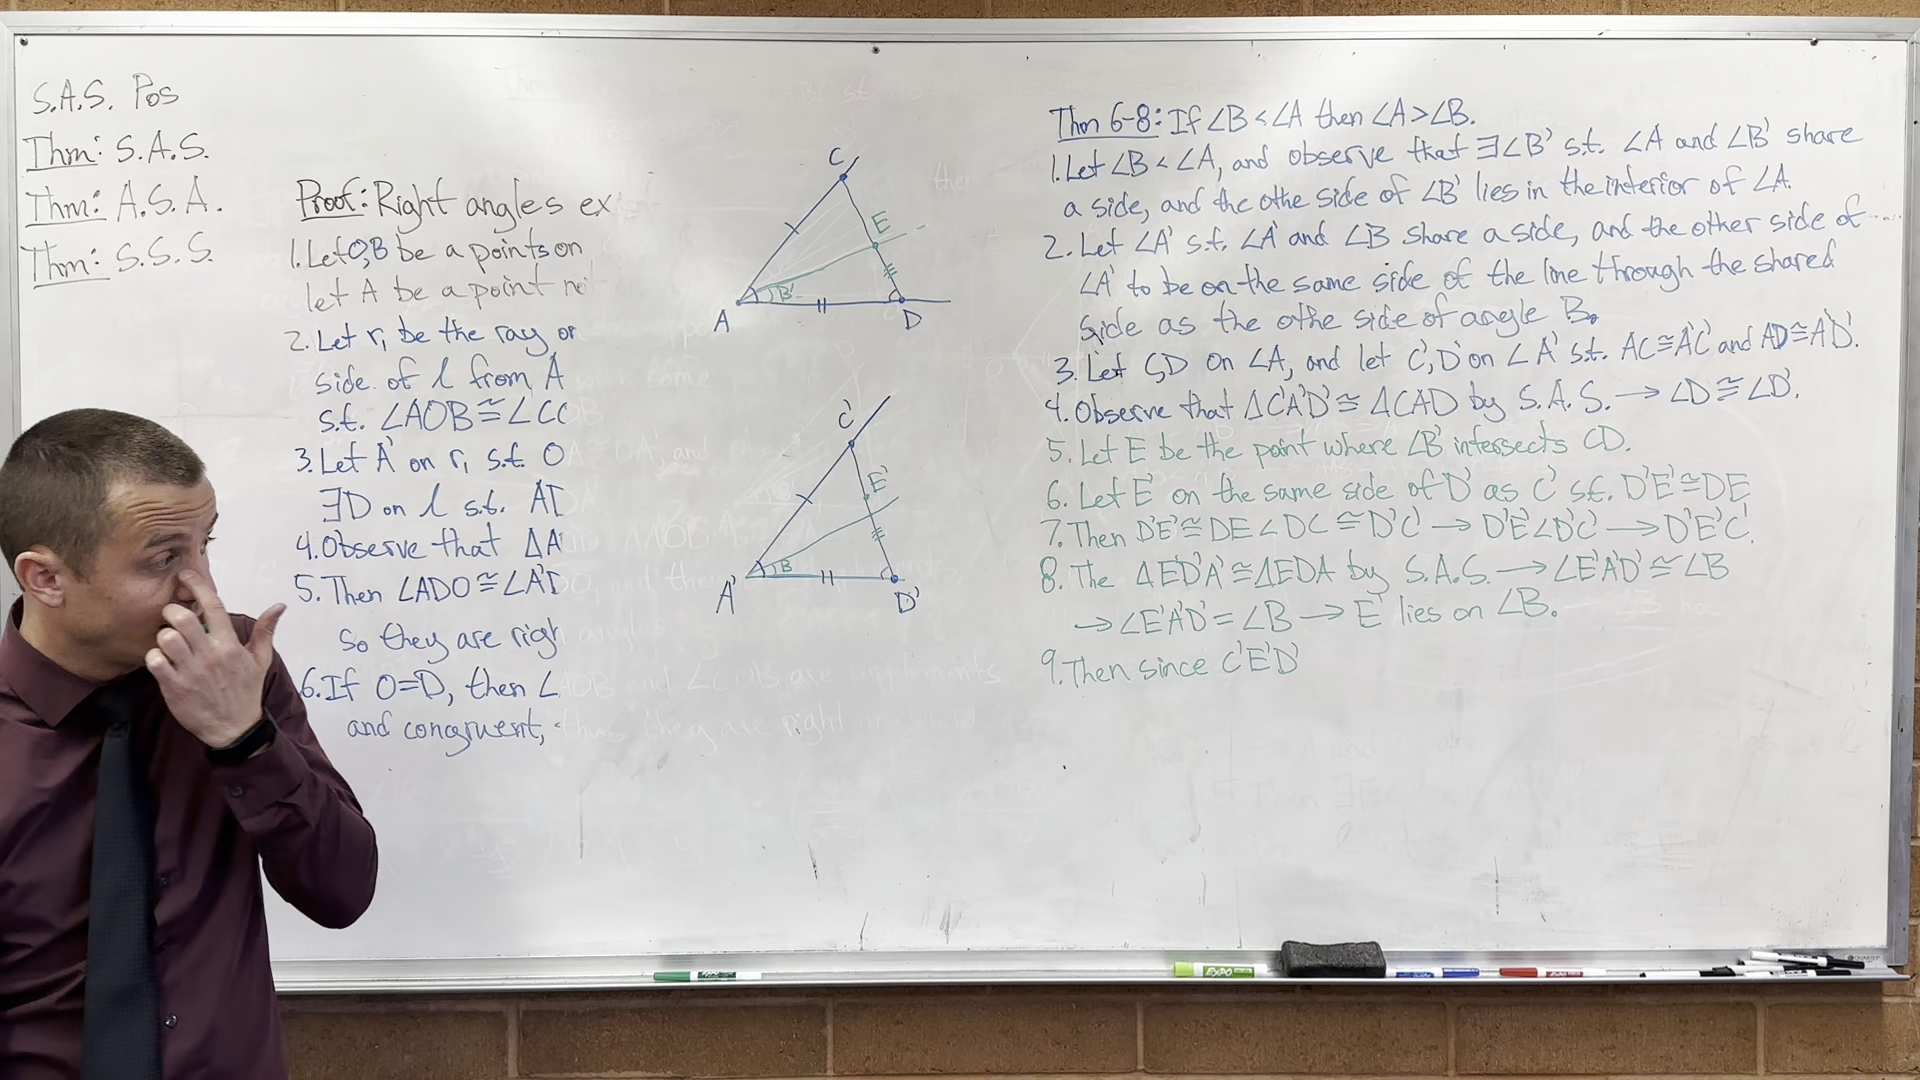 S.A.S. Pos
Thm: S.A.S.
Thm: A.S.A.
Thm: S.S.S.
Proof: Right angles ex
1. Let O,B be a points on
let A be a point not
2. Let r₁ be the ray on
side of l from A
s.t. ∠AOB≅∠CO
3. Let A' on r₁ s.t. O
∃D on l s.t. A
4. Observe that ΔA
5. Then ∠ADO≅∠A'D
so they are righ
6. If O=D, then ∠
and congruent,
C
E
B'
A
D
C'
E'
B
A'
D'
Thm 6-8: If ∠B<∠A then ∠A>∠B.
1. Let ∠B<∠A, and observe that ∃∠B' s.t. ∠A and ∠B' share
a side, and the othe side of ∠B' lies in the interior of ∠A.
2. Let ∠A' s.t. ∠A' and ∠B share a side, and the other side of
∠A' to be on the same side of the line through the shared
side as the othe side of angle B.
3. Let C,D on ∠A, and let C',D' on ∠A' s.t. AC≅A'C' and AD≅A'D'.
4. Observe that ΔC'A'D'≅ΔCAD by S.A.S. → ∠D≅∠D'.
5. Let E be the point where ∠B' intersects CD.
6. Let E' on the same side of D' as C' s.t. D'E'≅DE
7. Then D'E'≅DE<DC≅D'C' → D'E'<D'C' → D'E'C'.
8. The ΔE'D'A'≅ΔEDA by S.A.S. → ∠E'A'D'≅∠B
→ ∠E'A'D'=∠B → E' lies on ∠B.
9. Then since C'E'D'
EXPO